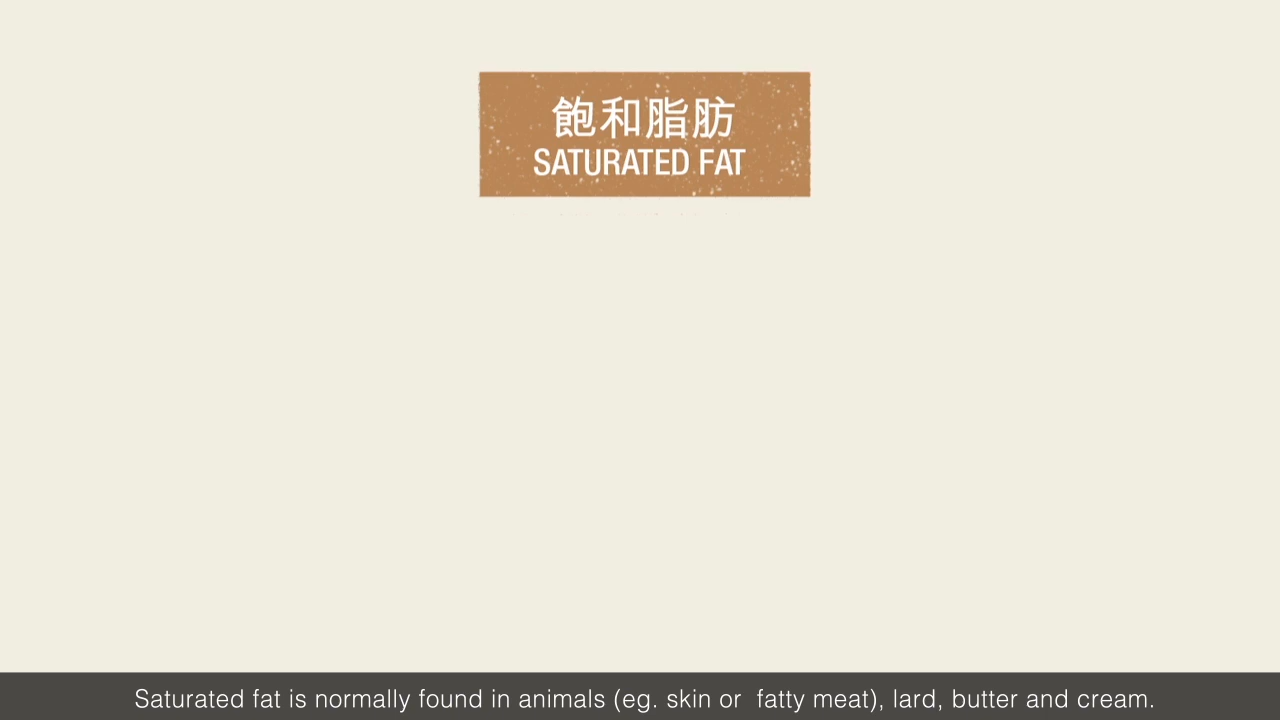 飽和脂肪
SATURATED FAT
Saturated fat is normally found in animals (eg. skin or  fatty meat), lard, butter and cream.